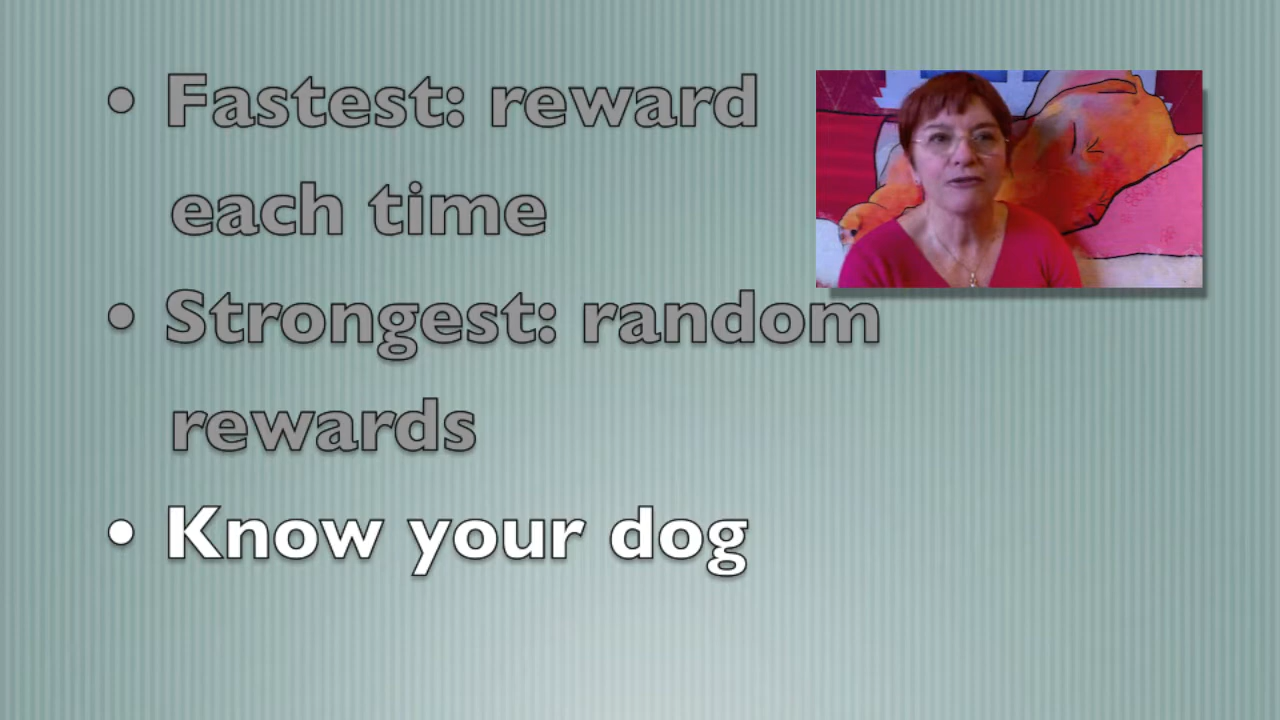 • Fastest: reward
each time
• Strongest: random
rewards
• Know your dog